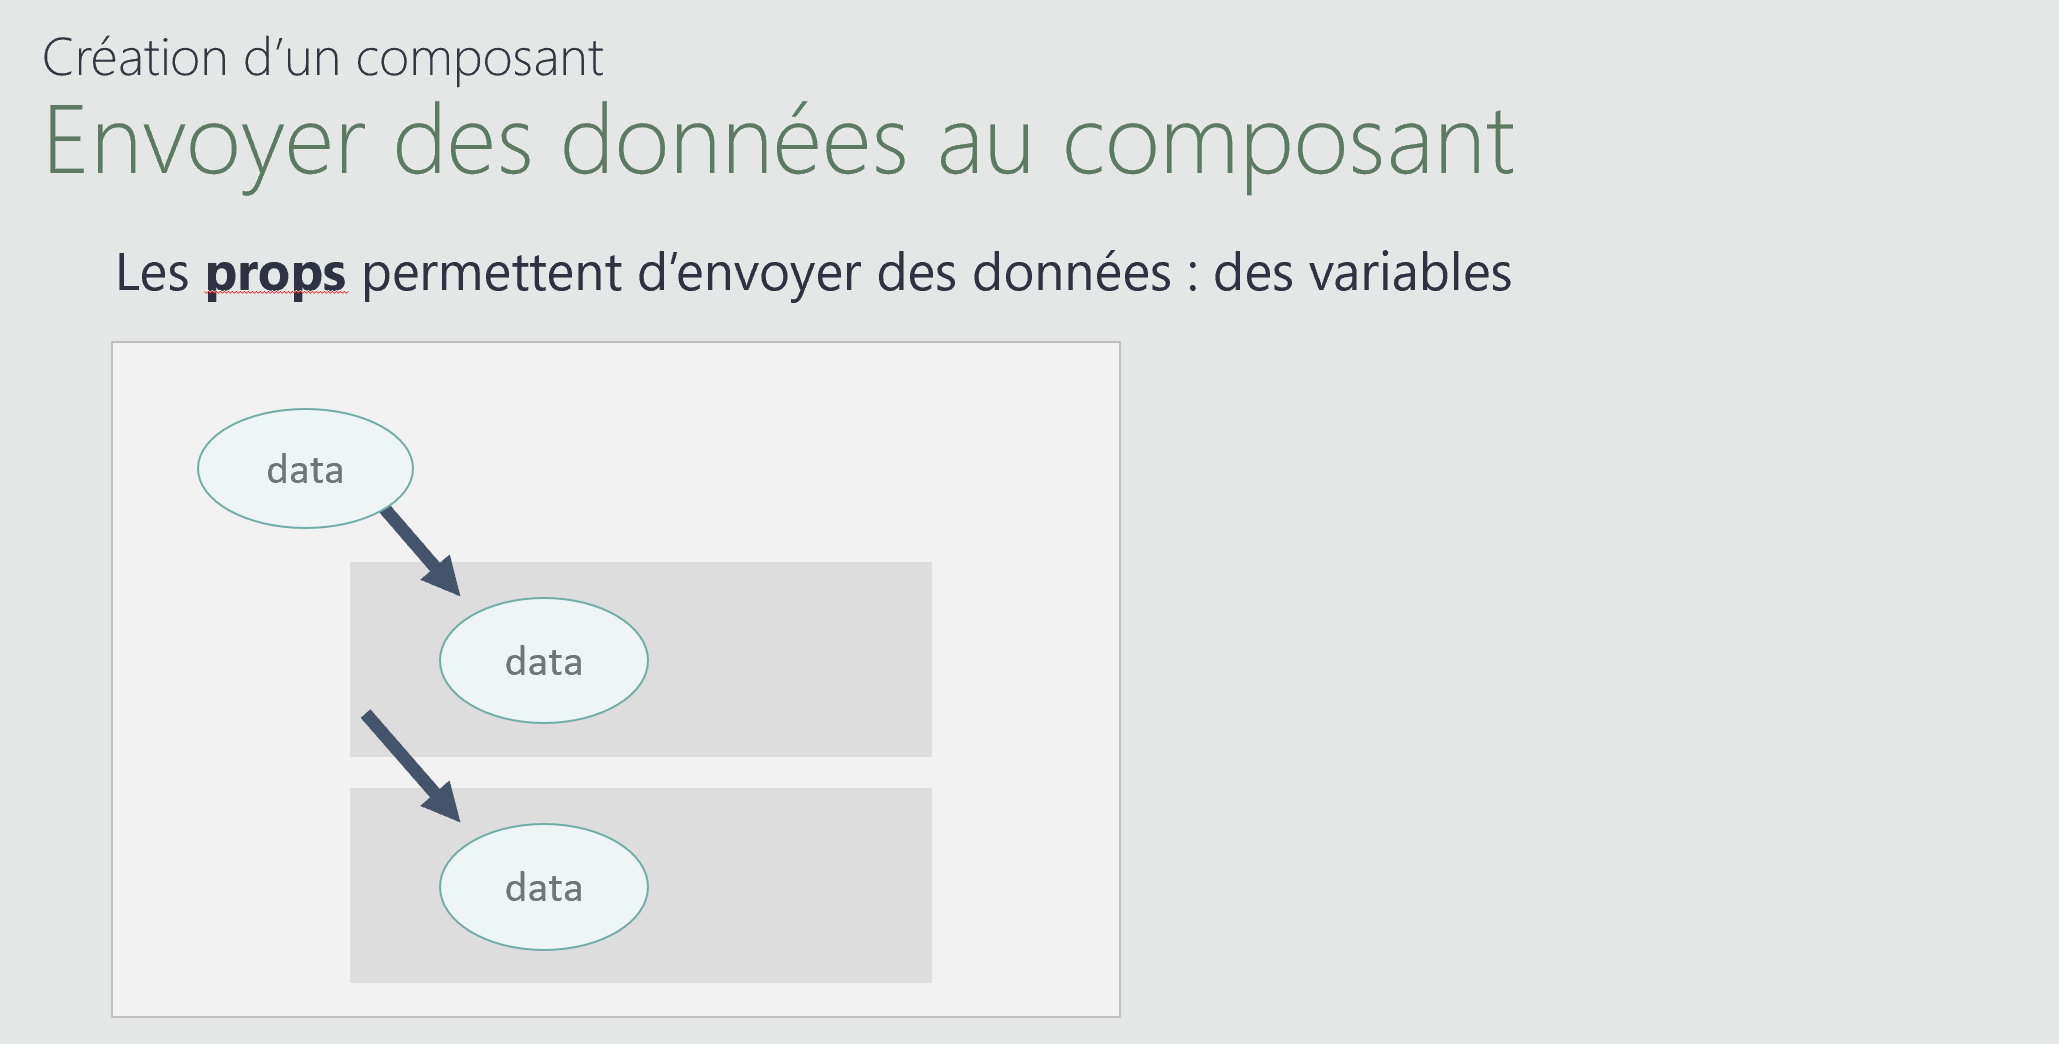 Création d’un composant
Envoyer des données au composant
Les props permettent d’envoyer des données : des variables
data
data
data